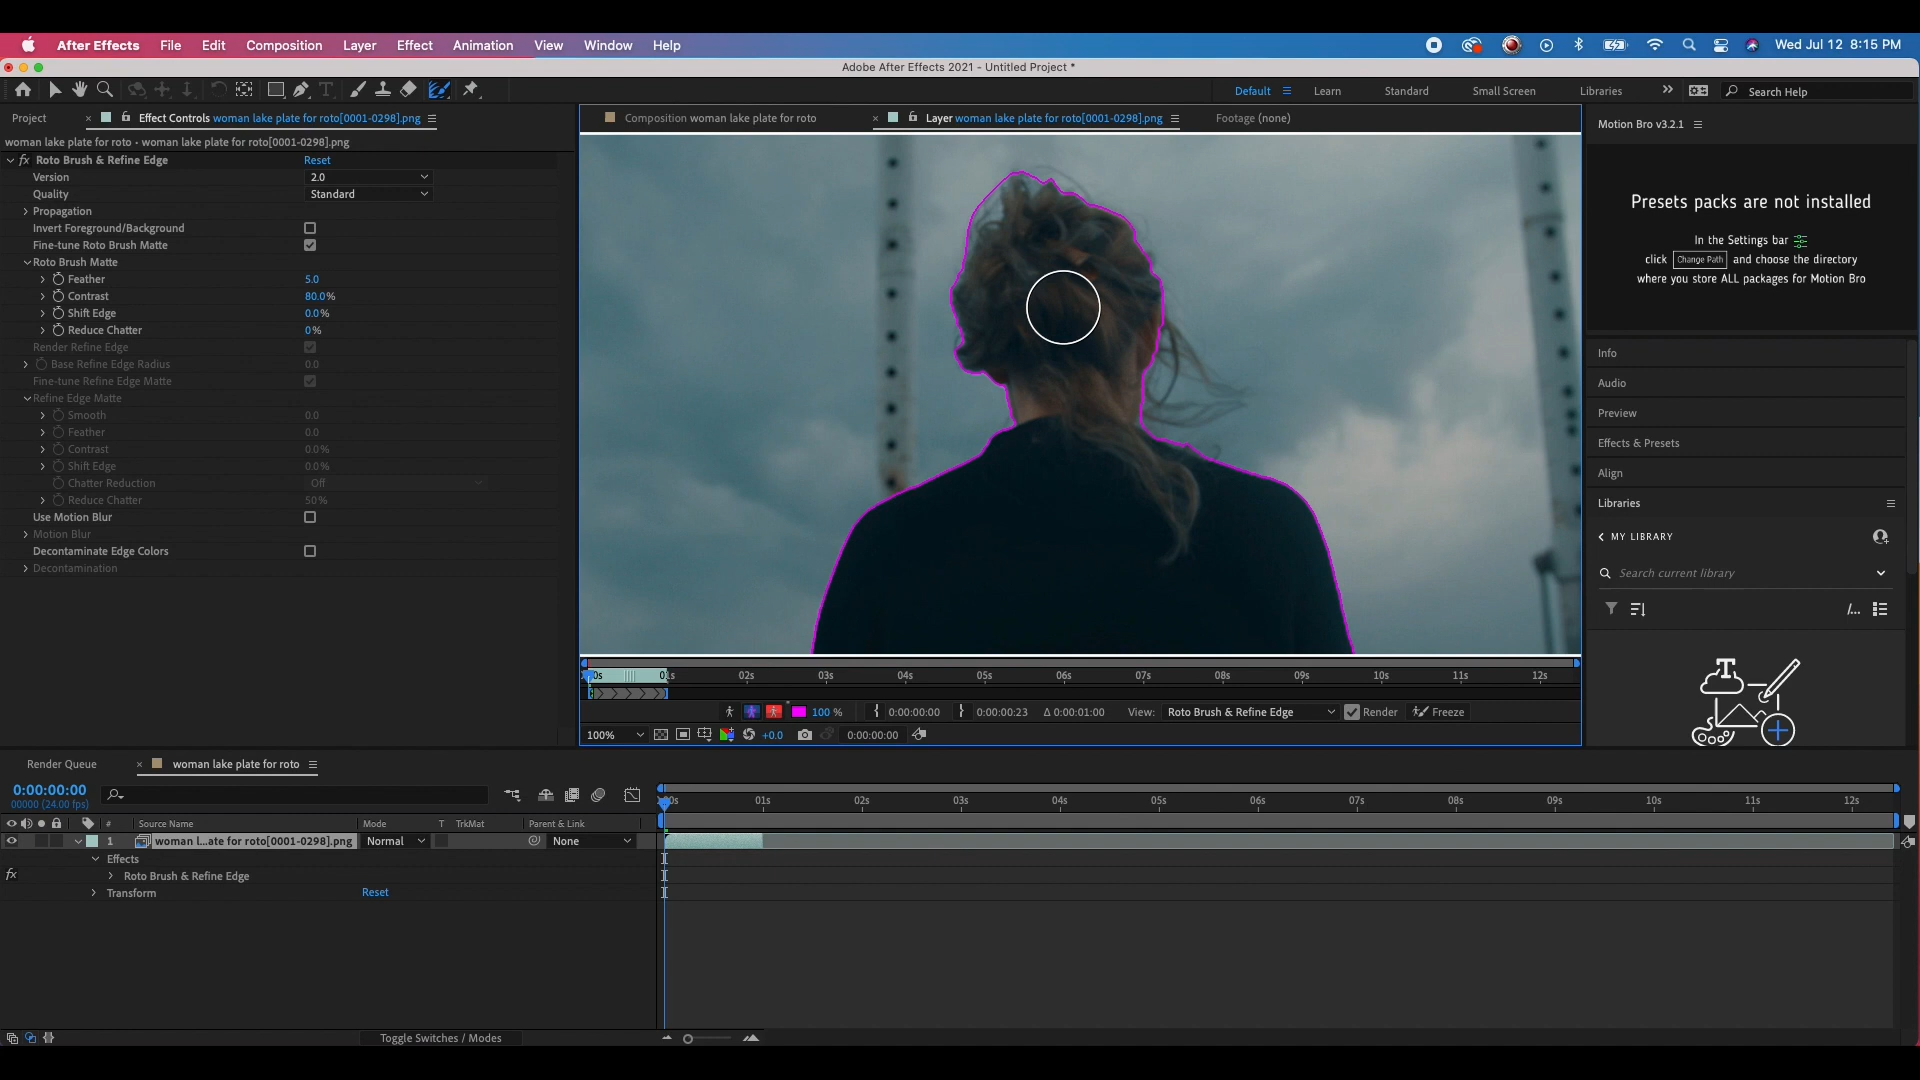 After Effects File Edit Composition Layer Effect Animation View Window Help Wed Jul 12 8:15 PM
Adobe After Effects 2021 - Untitled Project *
Default Learn Standard Small Screen Libraries Search Help
Project Effect Controls woman lake plate for roto[0001-0298].png
Composition woman lake plate for roto Layer woman lake plate for roto[0001-0298].png Footage (none)
Motion Bro v3.2.1
woman lake plate for roto • woman lake plate for roto[0001-0298].png
fx Roto Brush & Refine Edge Reset
Version 2.0
Quality Standard
Propagation
Invert Foreground/Background
Fine-tune Roto Brush Matte
Roto Brush Matte
Feather 5.0
Contrast 80.0%
Shift Edge 0.0%
Reduce Chatter 0%
Render Refine Edge
Base Refine Edge Radius 0.0
Fine-tune Refine Edge Matte
Refine Edge Matte
Smooth 0.0
Feather 0.0
Contrast 0.0%
Shift Edge 0.0%
Chatter Reduction Off
Reduce Chatter 50%
Use Motion Blur
Motion Blur
Decontaminate Edge Colors
Decontamination
Presets packs are not installed
In the Settings bar
click Change Path and choose the directory
where you store ALL packages for Motion Bro
Info
Audio
Preview
Effects & Presets
Align
Libraries
MY LIBRARY
Search current library
02s 03s 04s 05s 06s 07s 08s 09s 10s 11s 12s
100 % 0:00:00:00 0:00:00:23 Δ 0:00:01:00 View: Roto Brush & Refine Edge Render Freeze
100% +0.0 0:00:00:00
Render Queue woman lake plate for roto
0:00:00:00
00000 (24.00 fps)
01s 02s 03s 04s 05s 06s 07s 08s 09s 10s 11s 12s
# Source Name Mode T TrkMat Parent & Link
1 woman l...ate for roto[0001-0298].png Normal None
Effects
fx Roto Brush & Refine Edge
Transform Reset
Toggle Switches / Modes